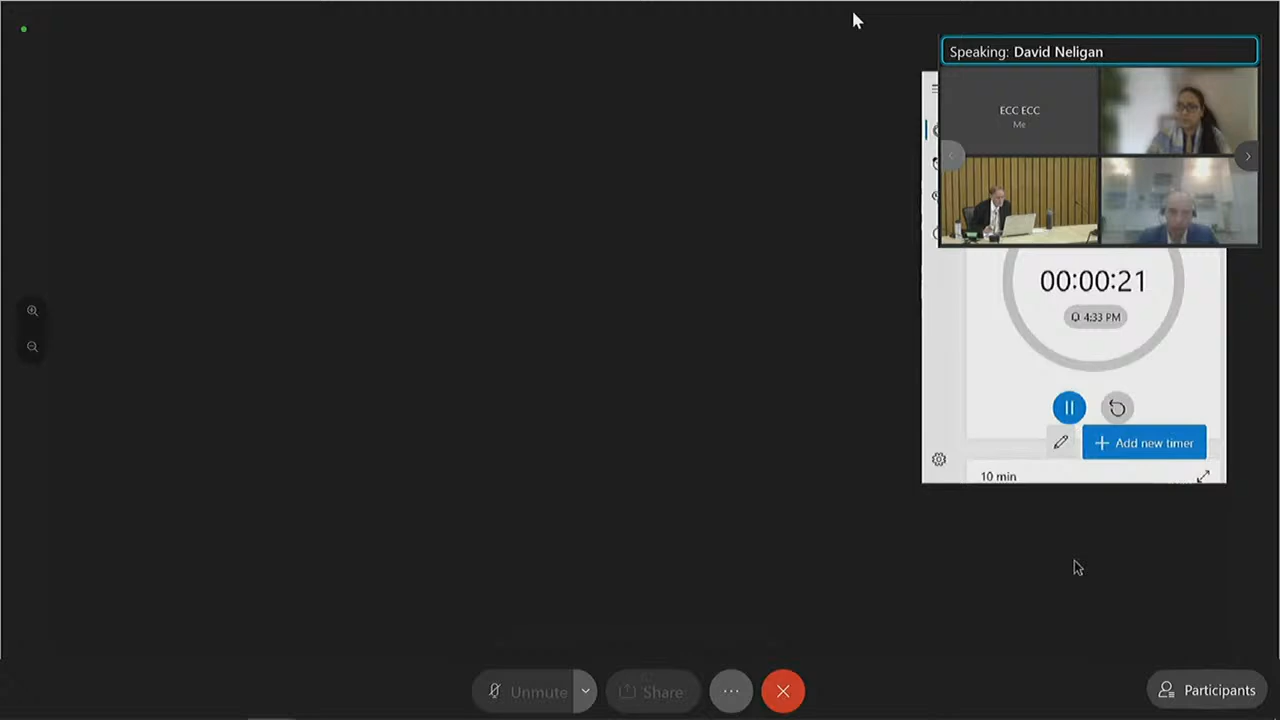 Speaking: David Neligan
ECC ECC
Me
00:00:21
4:33 PM
Add new timer
10 min
Unmute
Share
Participants